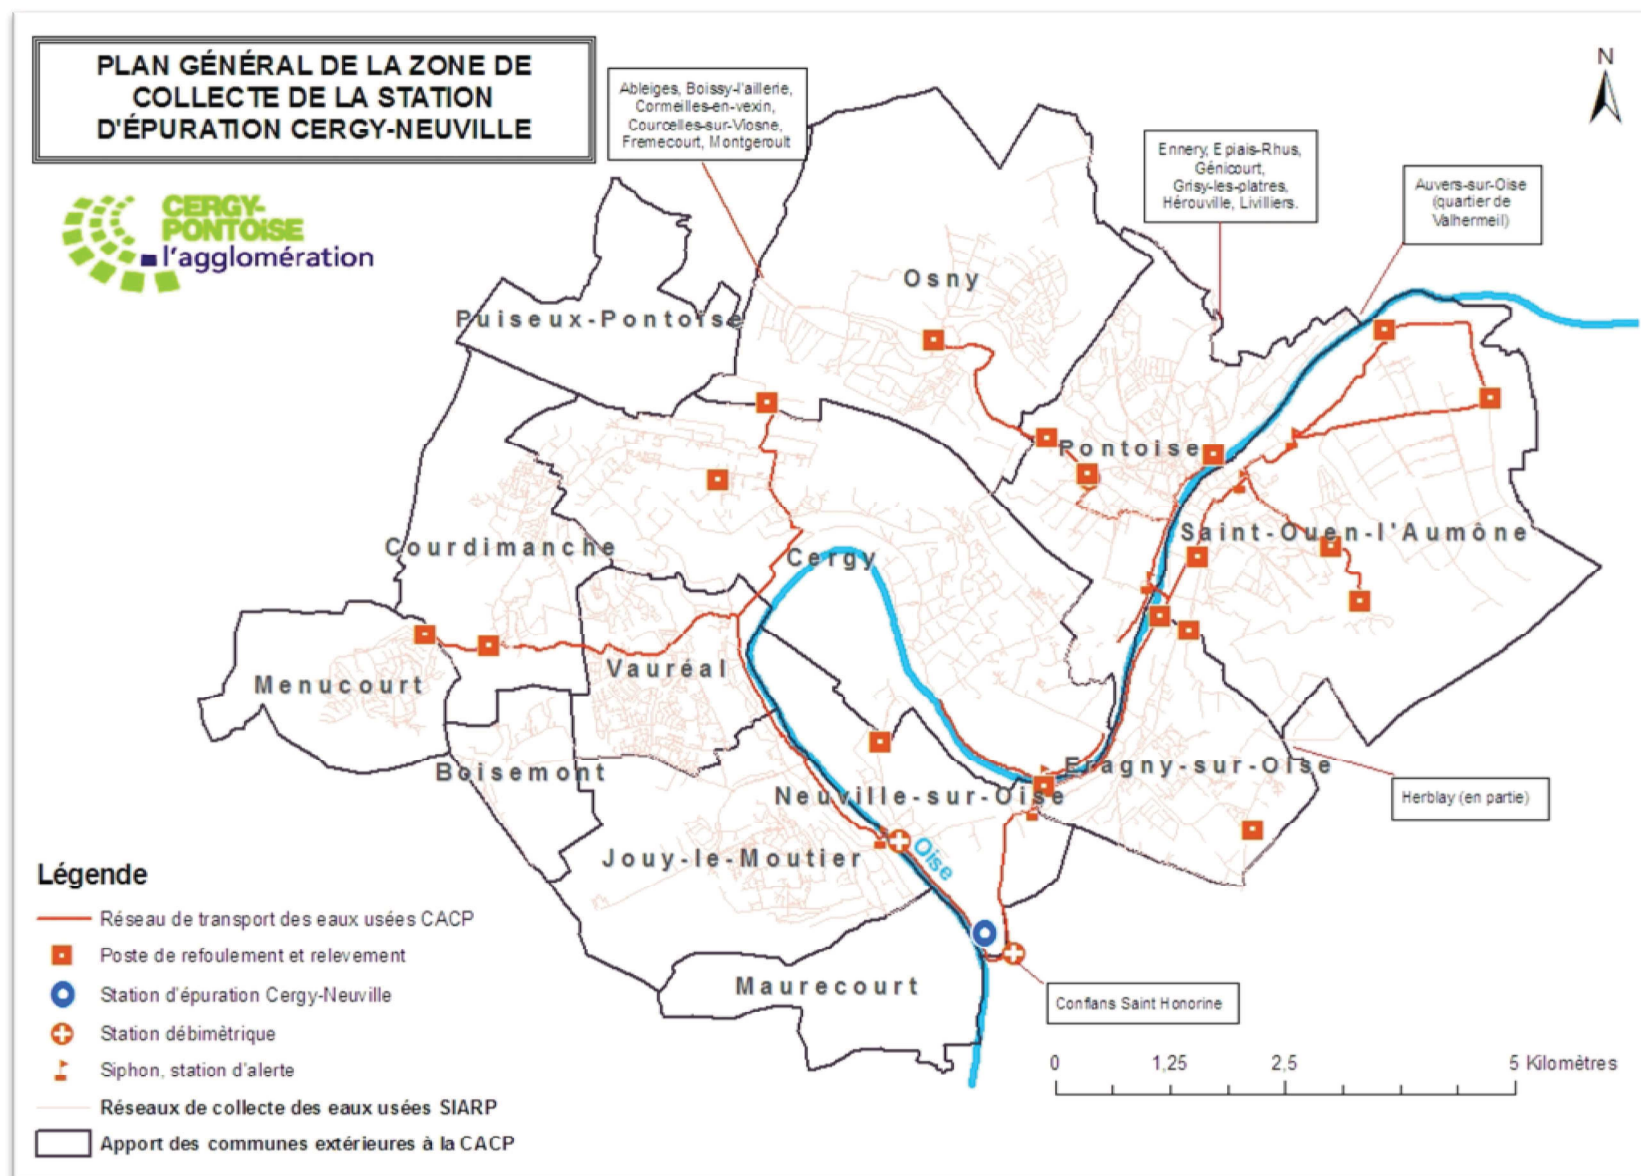 PLAN GÉNÉRAL DE LA ZONE DE
COLLECTE DE LA STATION
D'ÉPURATION CERGY-NEUVILLE
CERGY-
PONTOISE
l'agglomération
Ableiges, Boissy-l'aillerie,
Cormeilles-en-vexin,
Courcelles-sur-Viosne,
Fremecourt, Montgeroult
Ennery, Epiais-Rhus,
Génicourt,
Grisy-les-platres,
Hérouville, Livilliers.
Auvers-sur-Oise
(quartier de
Valhermeil)
N
Osny
Puiseux-Pontoise
Pontoise
Saint-Ouen-l'Aumône
Courdimanche
Cergy
Vauréal
Menucourt
Boisemont
Eragny-sur-Oise
Neuville-sur-Oise
Herblay (en partie)
Jouy-le-Moutier
Oise
Maurecourt
Conflans Saint Honorine
Légende
Réseau de transport des eaux usées CACP
Poste de refoulement et relevement
Station d'épuration Cergy-Neuville
Station débimètrique
Siphon, station d'alerte
Réseaux de collecte des eaux usées SIARP
Apport des communes extérieures à la CACP
0 1,25 2,5 5 Kilomètres